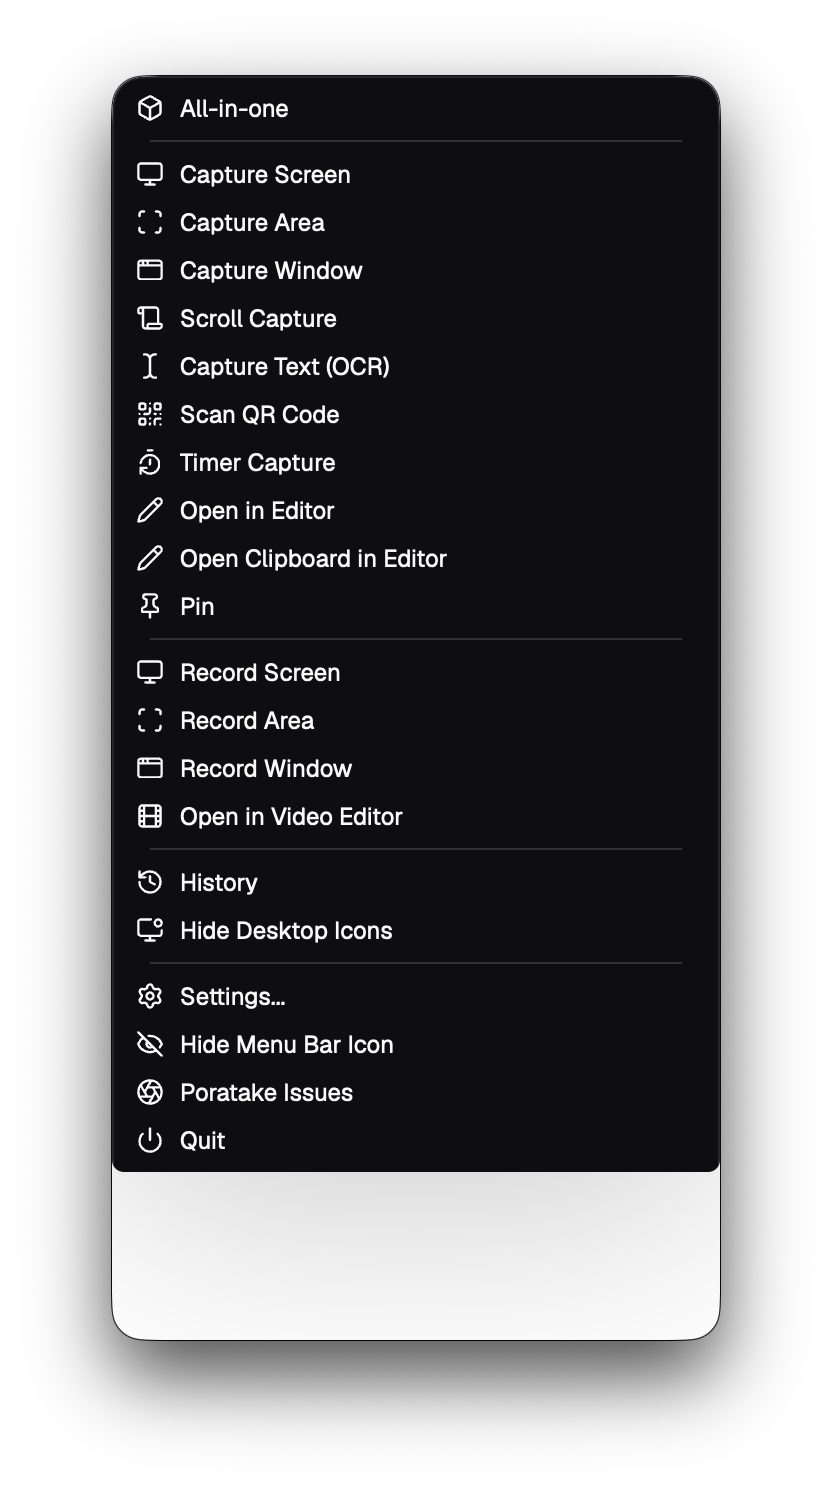 All-in-one
Capture Screen
Capture Area
Capture Window
Scroll Capture
Capture Text (OCR)
Scan QR Code
Timer Capture
Open in Editor
Open Clipboard in Editor
Pin
Record Screen
Record Area
Record Window
Open in Video Editor
History
Hide Desktop Icons
Settings...
Hide Menu Bar Icon
Poratake Issues
Quit